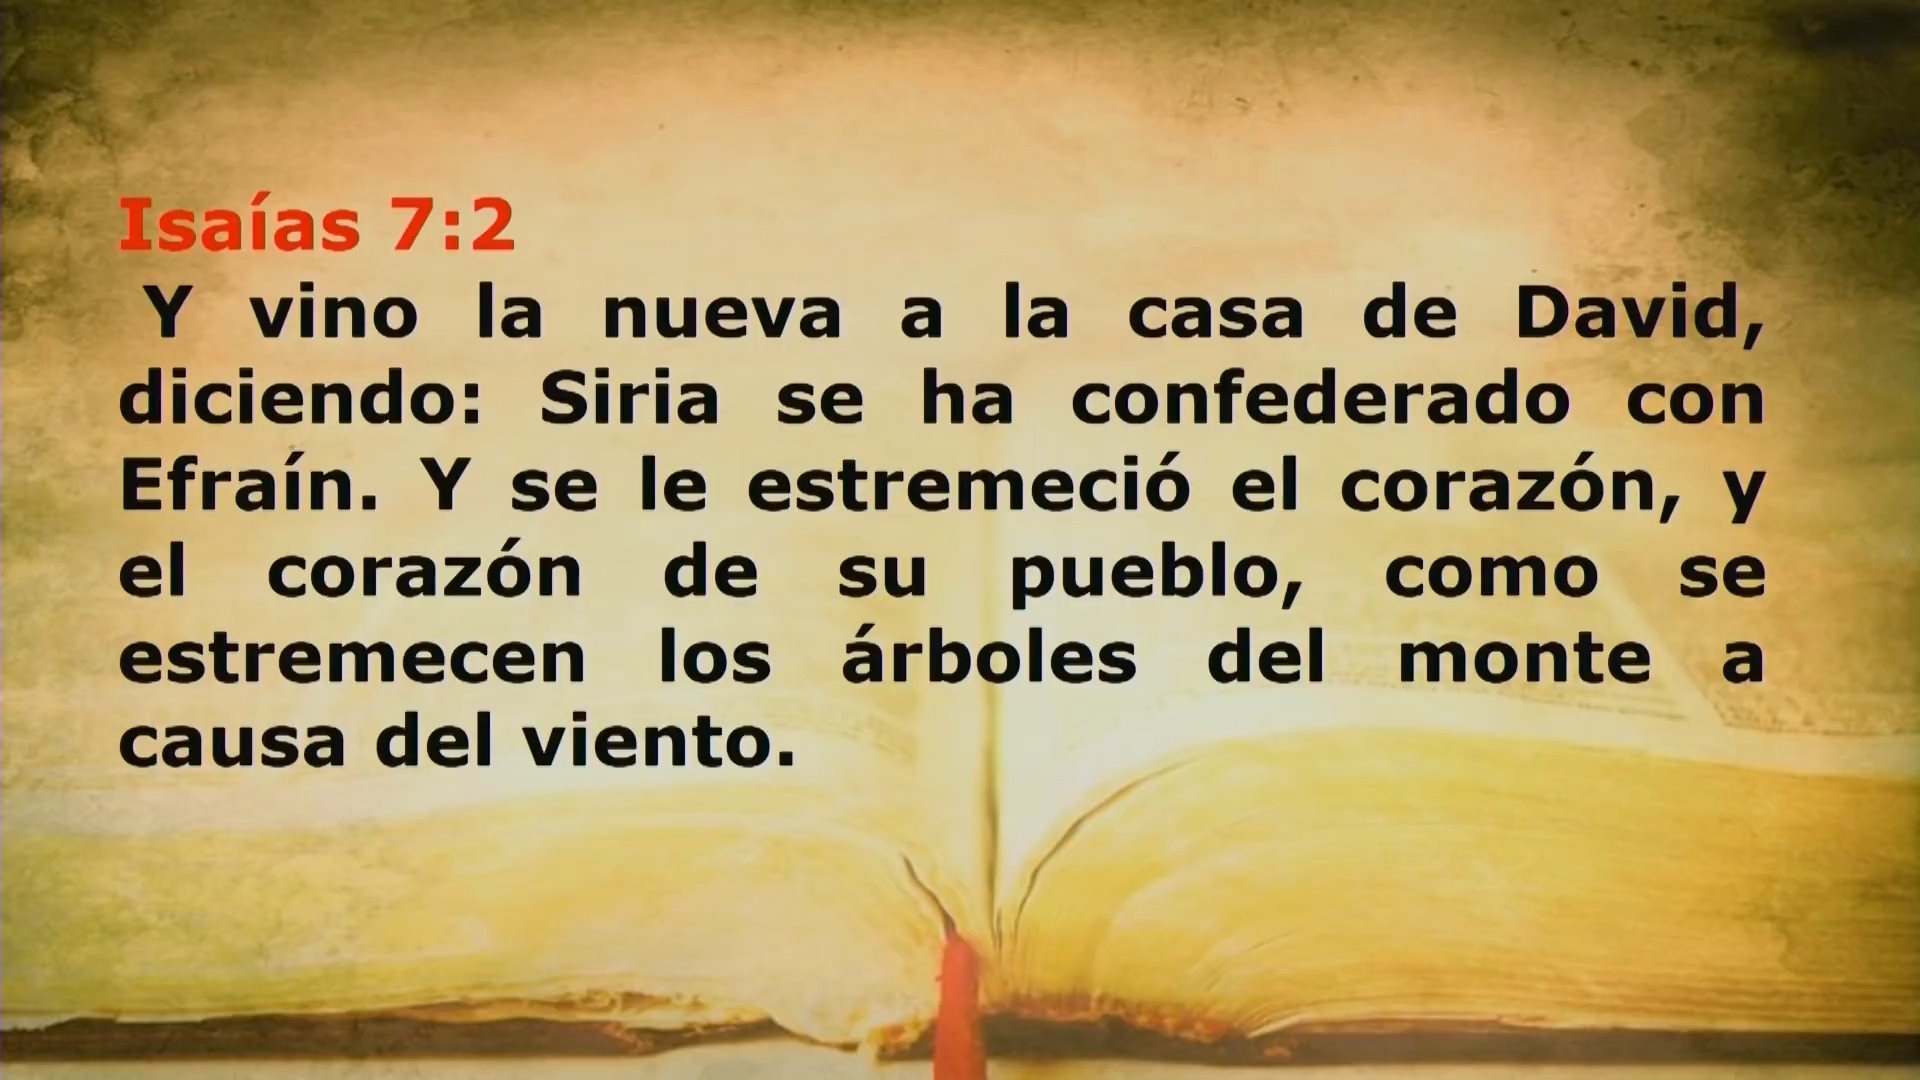 Isaías 7:2
Y vino la nueva a la casa de David,
diciendo: Siria se ha confederado con
Efraín. Y se le estremeció el corazón, y
el corazón de su pueblo, como se
estremecen los árboles del monte a
causa del viento.